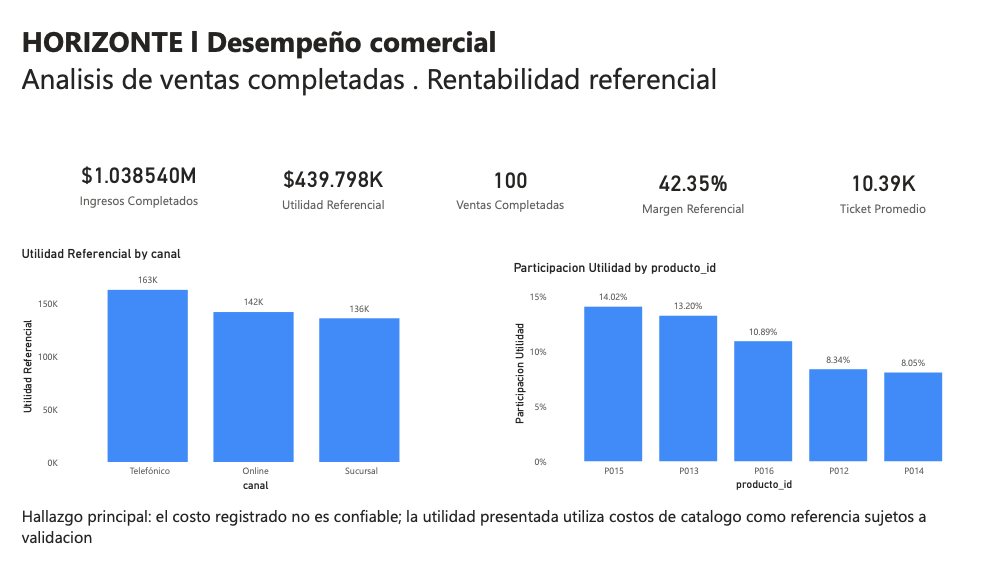 HORIZONTE l Desempeño comercial
Analisis de ventas completadas . Rentabilidad referencial
$1.038540M
Ingresos Completados
$439.798K
Utilidad Referencial
100
Ventas Completadas
42.35%
Margen Referencial
10.39K
Ticket Promedio
Utilidad Referencial by canal
Utilidad Referencial
150K
100K
50K
0K
163K
142K
136K
Telefónico
Online
Sucursal
canal
Participacion Utilidad by producto_id
Participacion Utilidad
15%
10%
5%
0%
14.02%
13.20%
10.89%
8.34%
8.05%
P015
P013
P016
P012
P014
producto_id
Hallazgo principal: el costo registrado no es confiable; la utilidad presentada utiliza costos de catalogo como referencia sujetos a
validacion